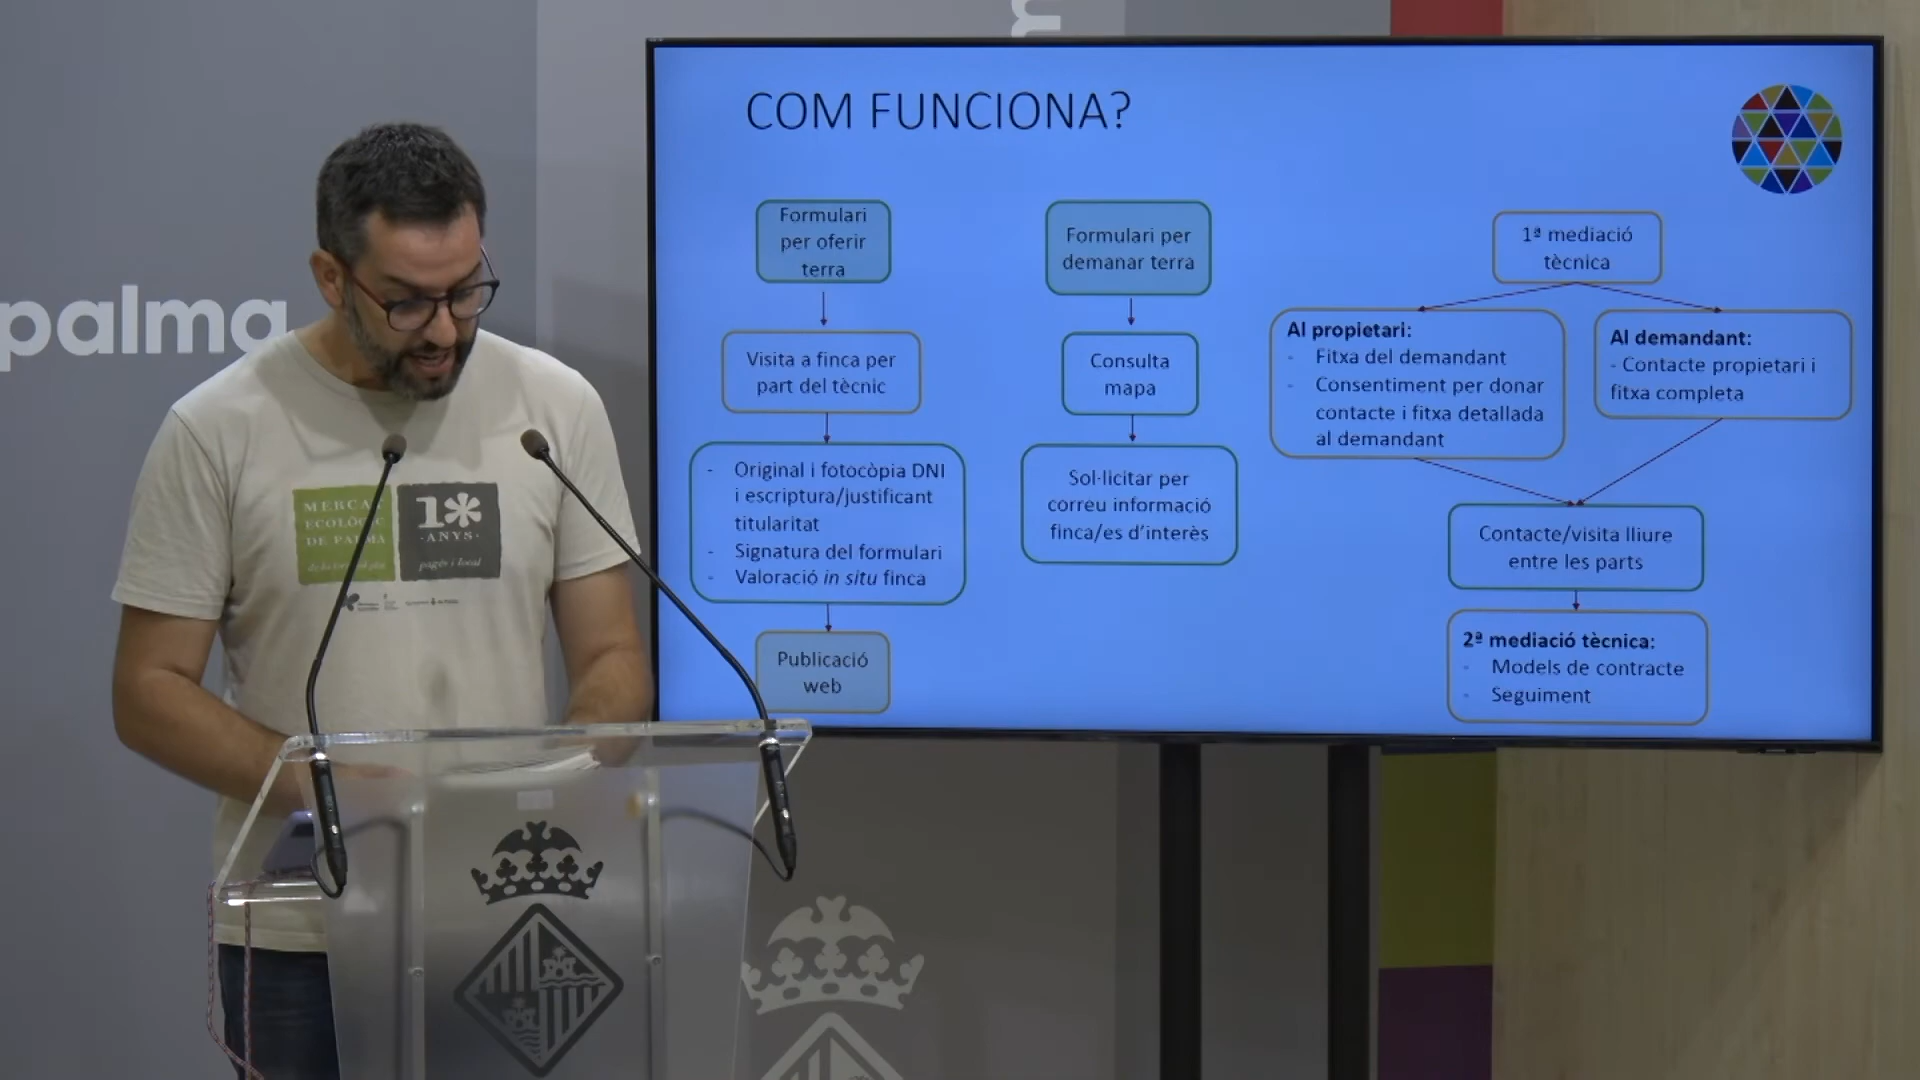 palma
MERCAT
ECOLÒGIC
DE PALMA
1*
·ANYS·
pagès i local
COM FUNCIONA?
Formulari
per oferir
terra
Visita a finca per
part del tècnic
- Original i fotocòpia DNI
i escriptura/justificant
titularitat
- Signatura del formulari
- Valoració in situ finca
Publicació
web
Formulari per
demanar terra
Consulta
mapa
Sol·licitar per
correu informació
finca/es d'interès
1ª mediació
tècnica
Al propietari:
- Fitxa del demandant
- Consentiment per donar
contacte i fitxa detallada
al demandant
Al demandant:
- Contacte propietari i
fitxa completa
Contacte/visita lliure
entre les parts
2ª mediació tècnica:
- Models de contracte
- Seguiment